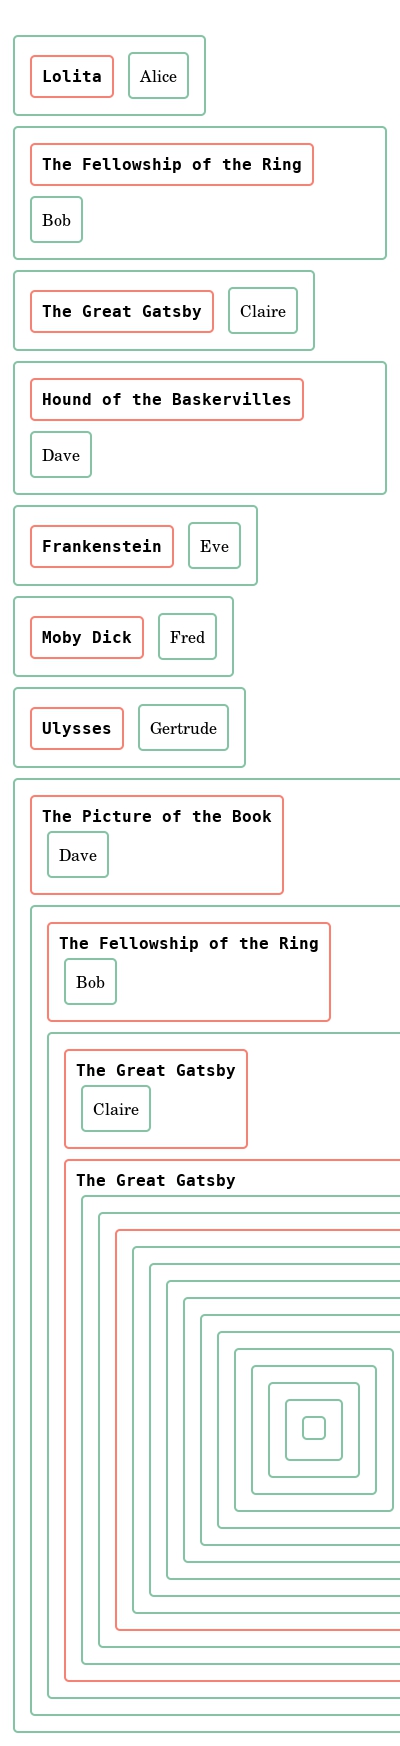 Lolita Alice
The Fellowship of the Ring
Bob
The Great Gatsby Claire
Hound of the Baskervilles
Dave
Frankenstein Eve
Moby Dick Fred
Ulysses Gertrude
The Picture of the Book
Dave
The Fellowship of the Ring
Bob
The Great Gatsby
Claire
The Great Gatsby